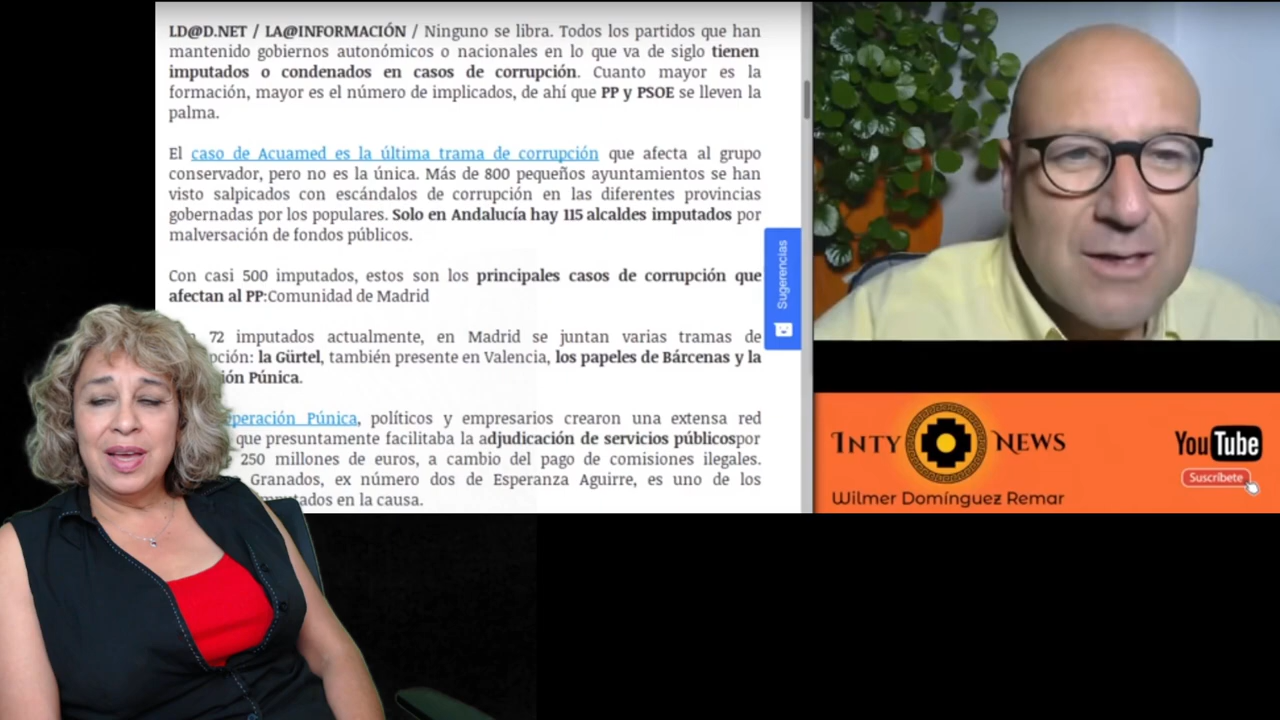 LD@D.NET / LA@INFORMACIÓN / Ninguno se libra. Todos los partidos que han
mantenido gobiernos autonómicos o nacionales en lo que va de siglo tienen
imputados o condenados en casos de corrupción. Cuanto mayor es la
formación, mayor es el número de implicados, de ahí que PP y PSOE se lleven la
palma.
El caso de Acuamed es la última trama de corrupción que afecta al grupo
conservador, pero no es la única. Más de 800 pequeños ayuntamientos se han
visto salpicados con escándalos de corrupción en las diferentes provincias
gobernadas por los populares. Solo en Andalucía hay 115 alcaldes imputados por
malversación de fondos públicos.
Con casi 500 imputados, estos son los principales casos de corrupción que
afectan al PP:Comunidad de Madrid
72 imputados actualmente, en Madrid se juntan varias tramas de
pción: la Gürtel, también presente en Valencia, los papeles de Bárcenas y la
ión Púnica.
peración Púnica, políticos y empresarios crearon una extensa red
que presuntamente facilitaba la adjudicación de servicios públicospor
250 millones de euros, a cambio del pago de comisiones ilegales.
Granados, ex número dos de Esperanza Aguirre, es uno de los
mputados en la causa.
Sugerencias
INTY NEWS
Wilmer Domínguez Remar
YouTube
Suscríbete